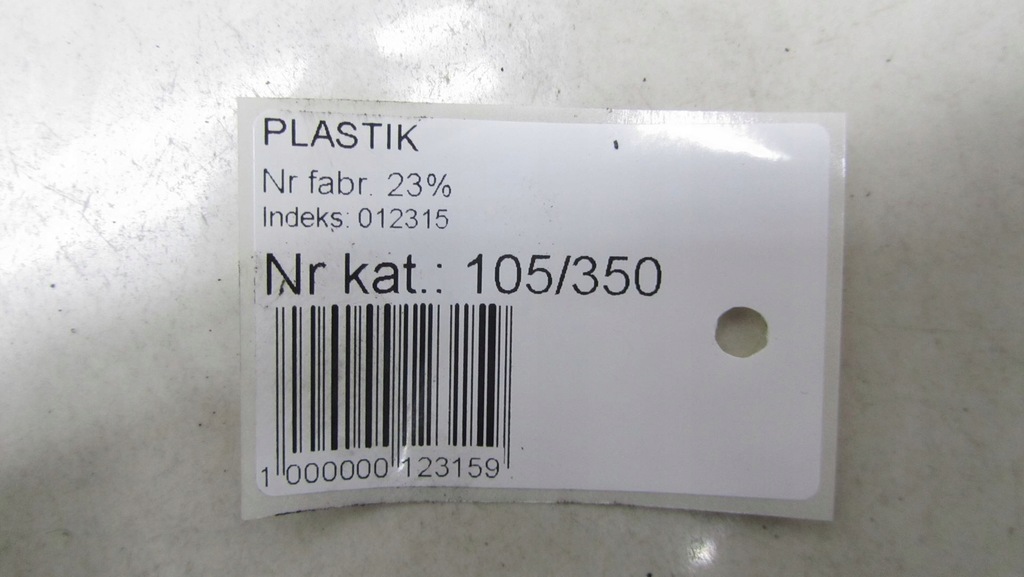 PLASTIK
Nr fabr. 23%
Indeks: 012315
Nr kat.: 105/350
1 000000 123159